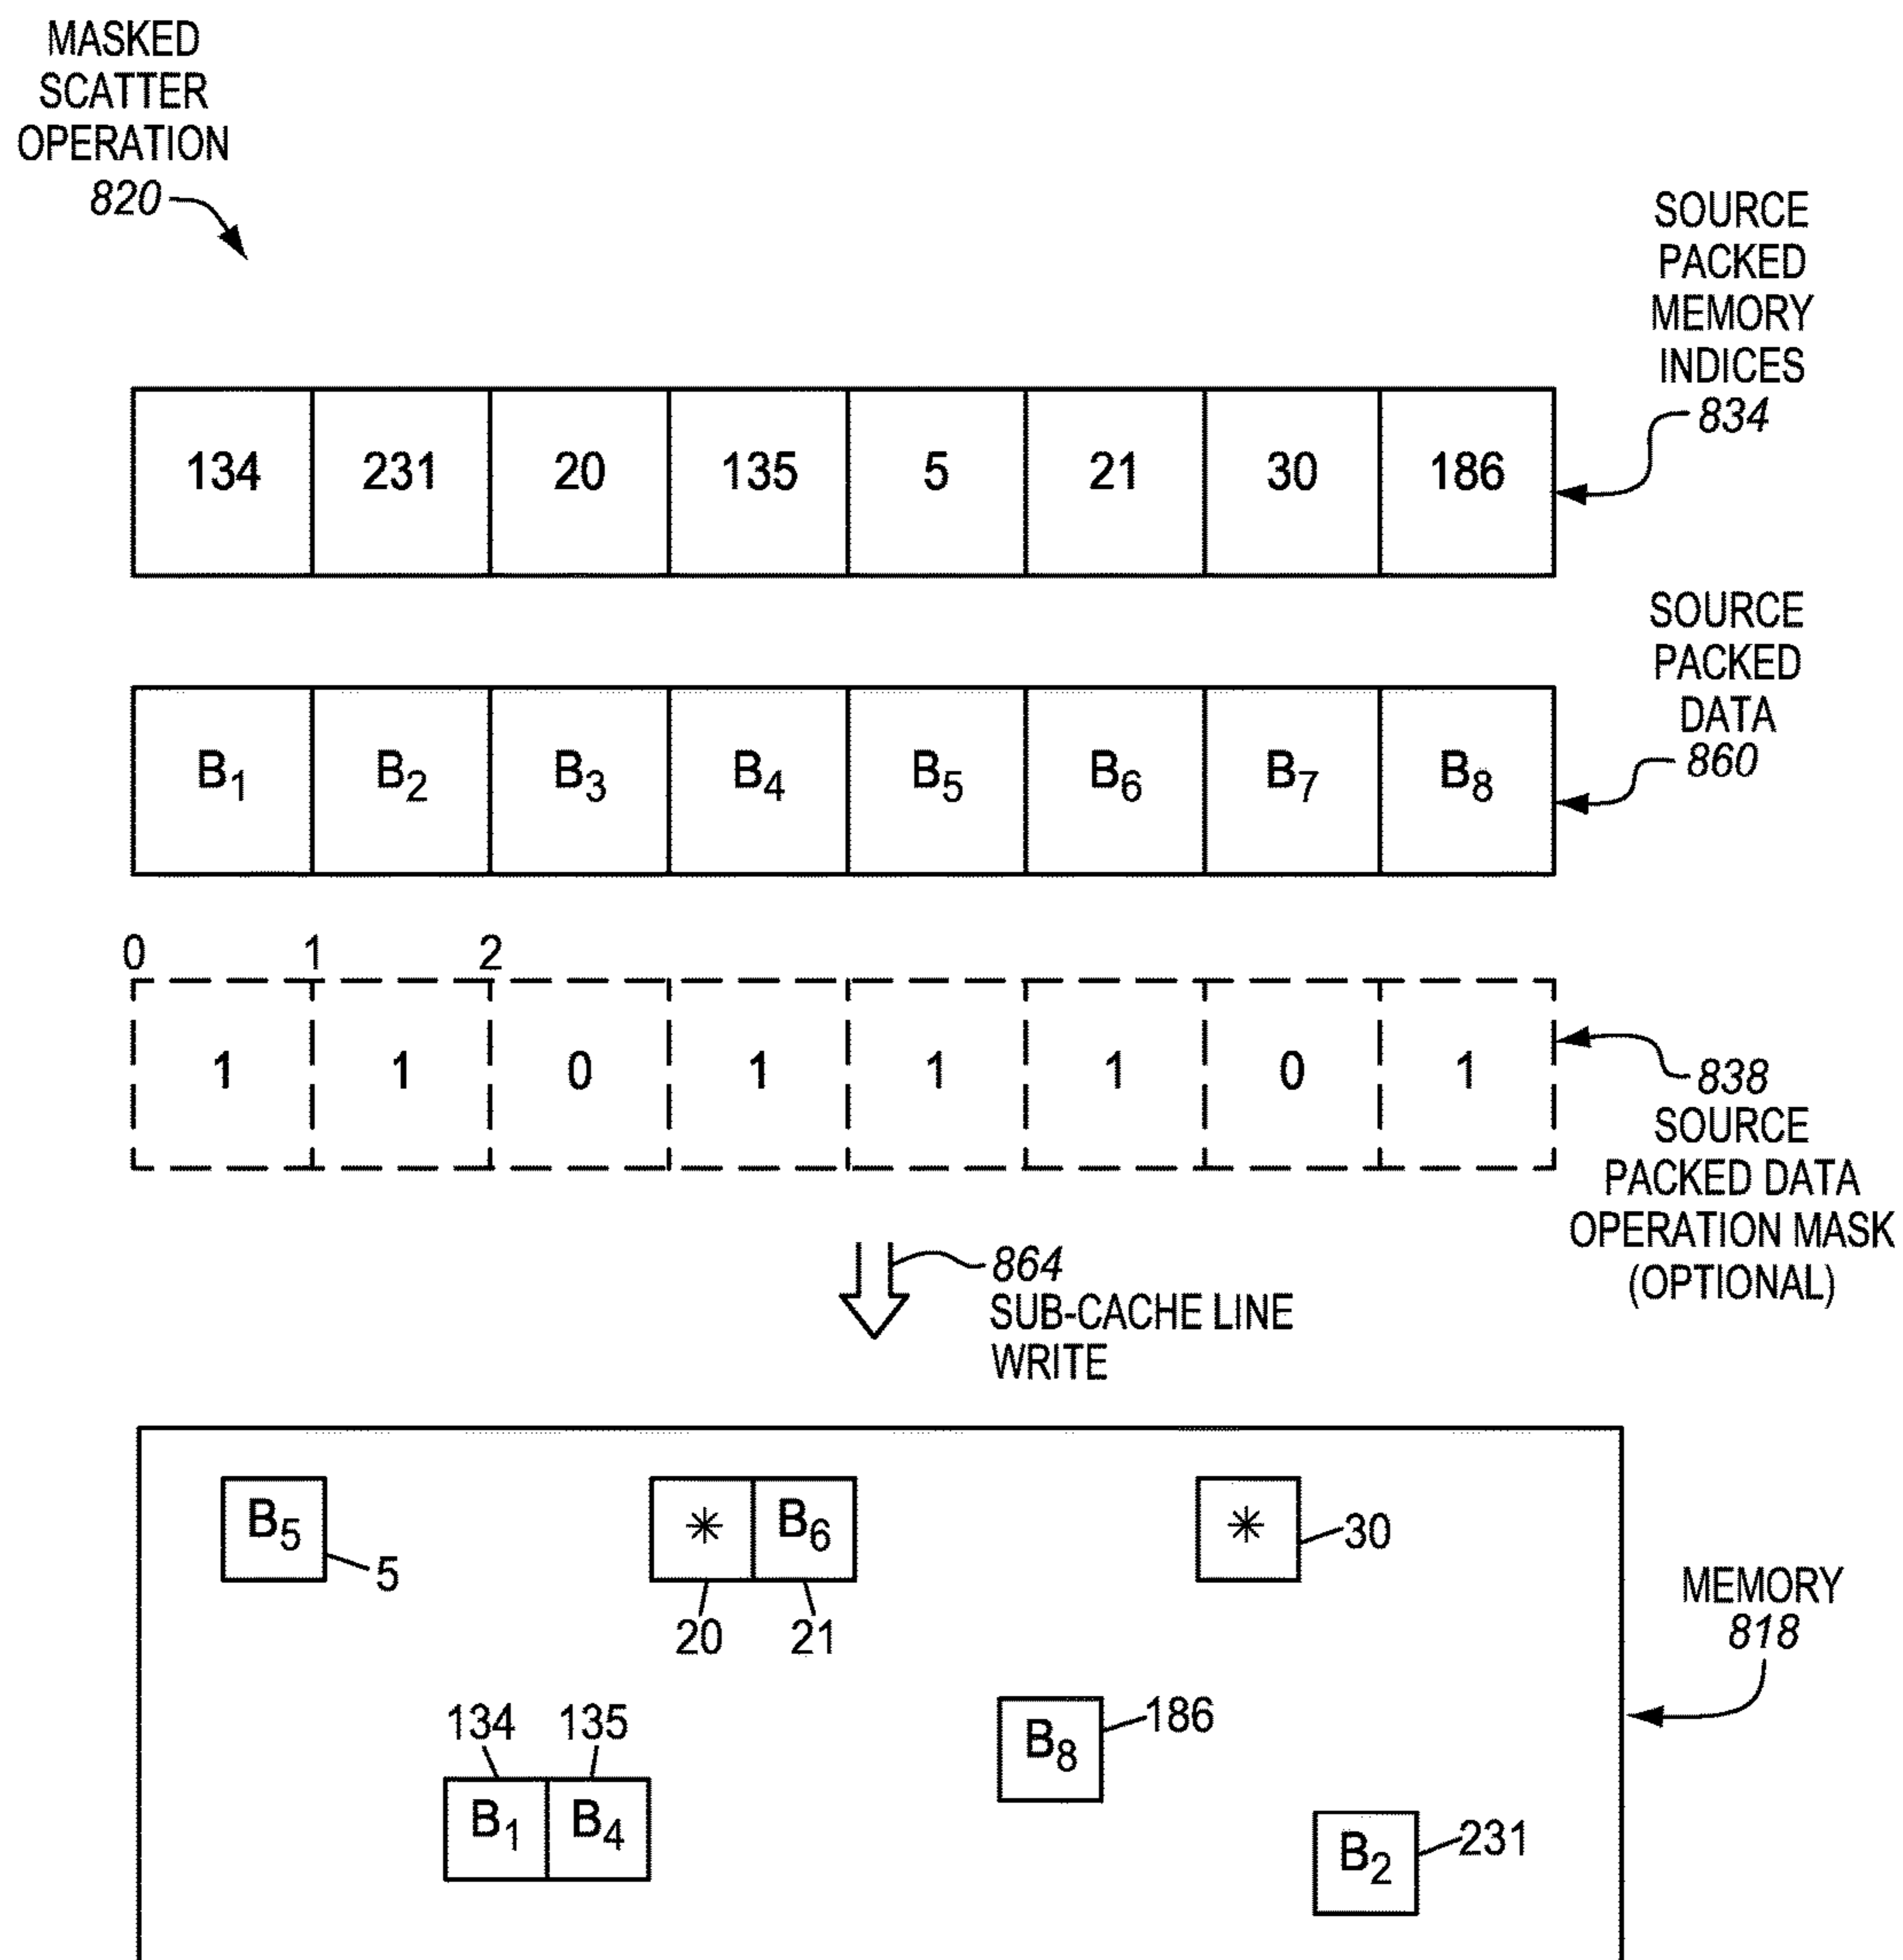 MASKED
SCATTER
OPERATION
820
SOURCE
PACKED
MEMORY
INDICES
834
134 231 20 135 5 21 30 186
SOURCE
PACKED
DATA
860
B1 B2 B3 B4 B5 B6 B7 B8
0 1 2
1 1 0 1 1 1 0 1
838
SOURCE
PACKED DATA
OPERATION MASK
(OPTIONAL)
864
SUB-CACHE LINE
WRITE
B5 * B6 *
5 30
20 21
MEMORY
818
134 135 186
B8
B1 B4
B2 231